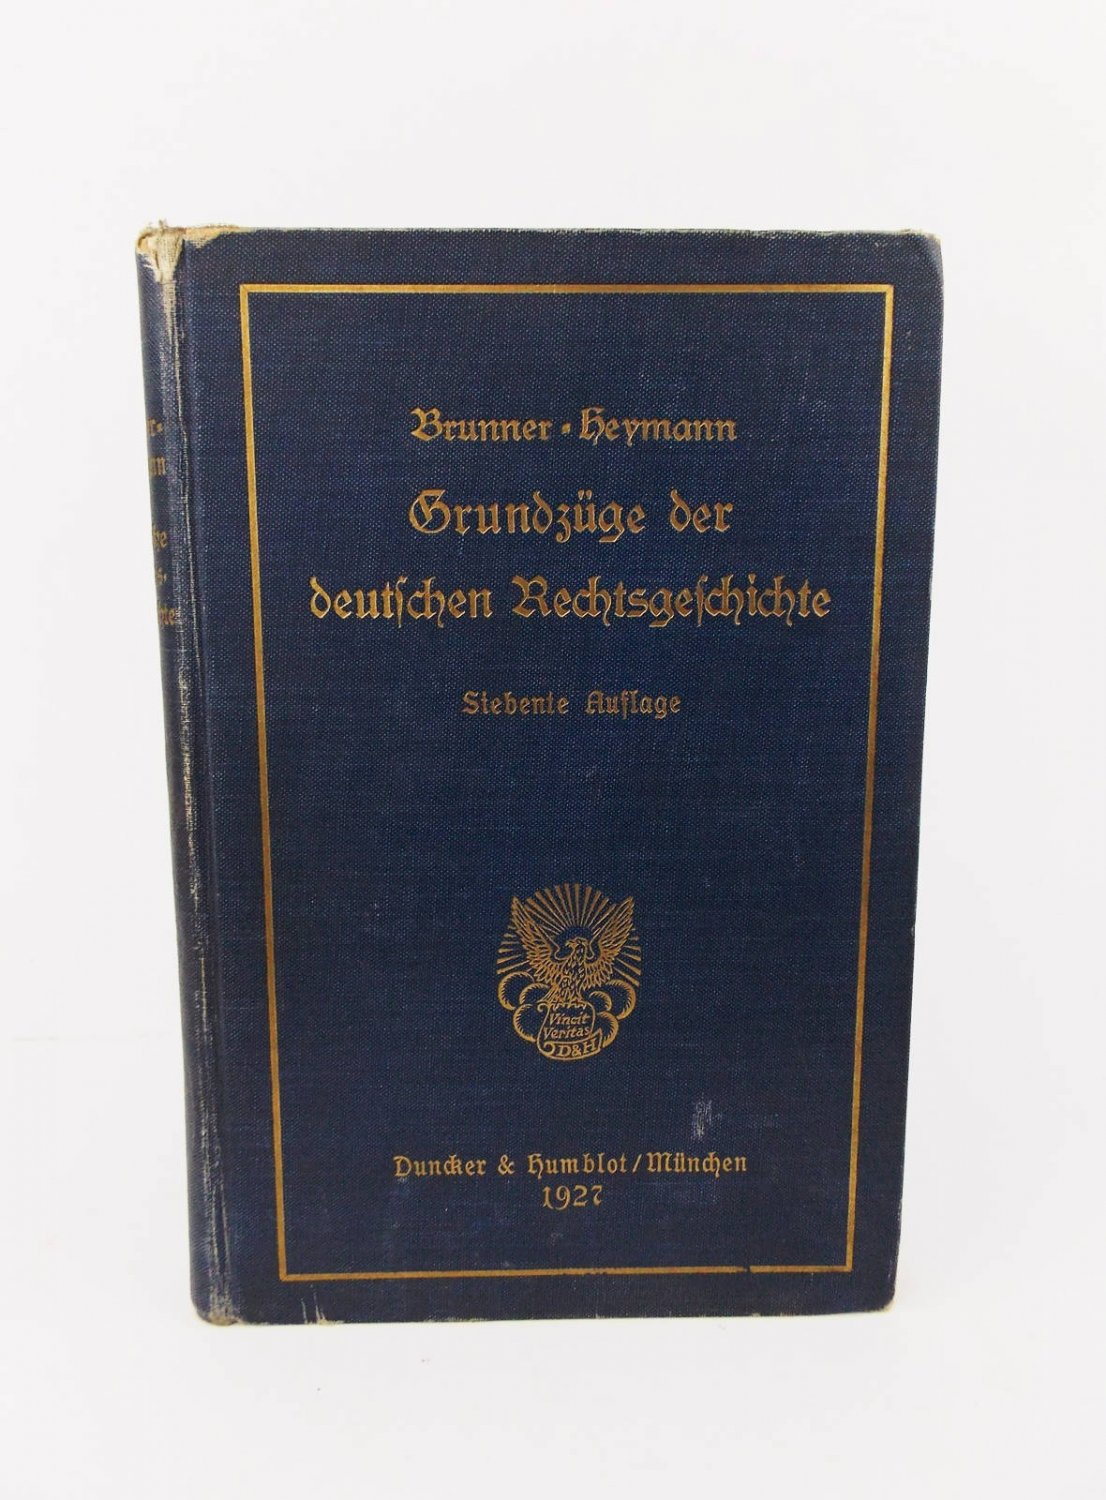 Brunner-Heymann
Grundzüge der
deutschen Rechtsgeschichte
Siebente Auflage
Vincit
Veritas
D&H
Duncker & Humblot / München
1927